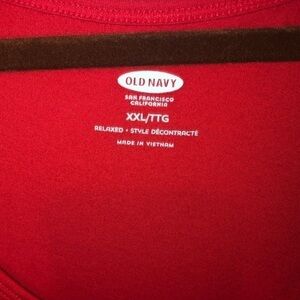 OLD NAVY
SAN FRANCISCO
CALIFORNIA
XXL/TTG
RELAXED • STYLE DÉCONTRACTÉ
MADE IN VIETNAM